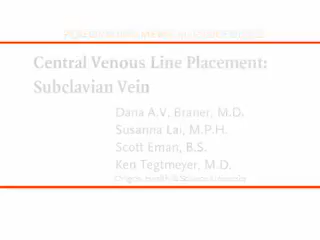 Central Venous Line Placement:
Subclavian Vein
Dana A.V. Braner, M.D.
Susanna Lai, M.P.H.
Scott Eman, B.S.
Ken Tegtmeyer, M.D.